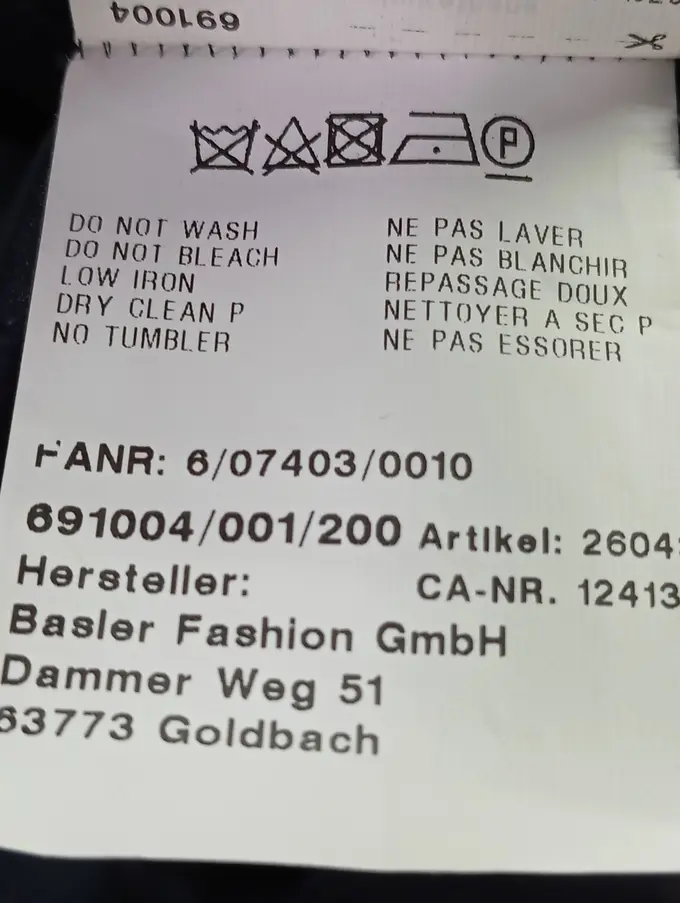 691004
P
DO NOT WASH
DO NOT BLEACH
LOW IRON
DRY CLEAN P
NO TUMBLER
NE PAS LAVER
NE PAS BLANCHIR
REPASSAGE DOUX
NETTOYER A SEC P
NE PAS ESSORER
FANR: 6/07403/0010
691004/001/200 Artikel: 2604
Hersteller: CA-NR. 12413
Basler Fashion GmbH
Dammer Weg 51
63773 Goldbach